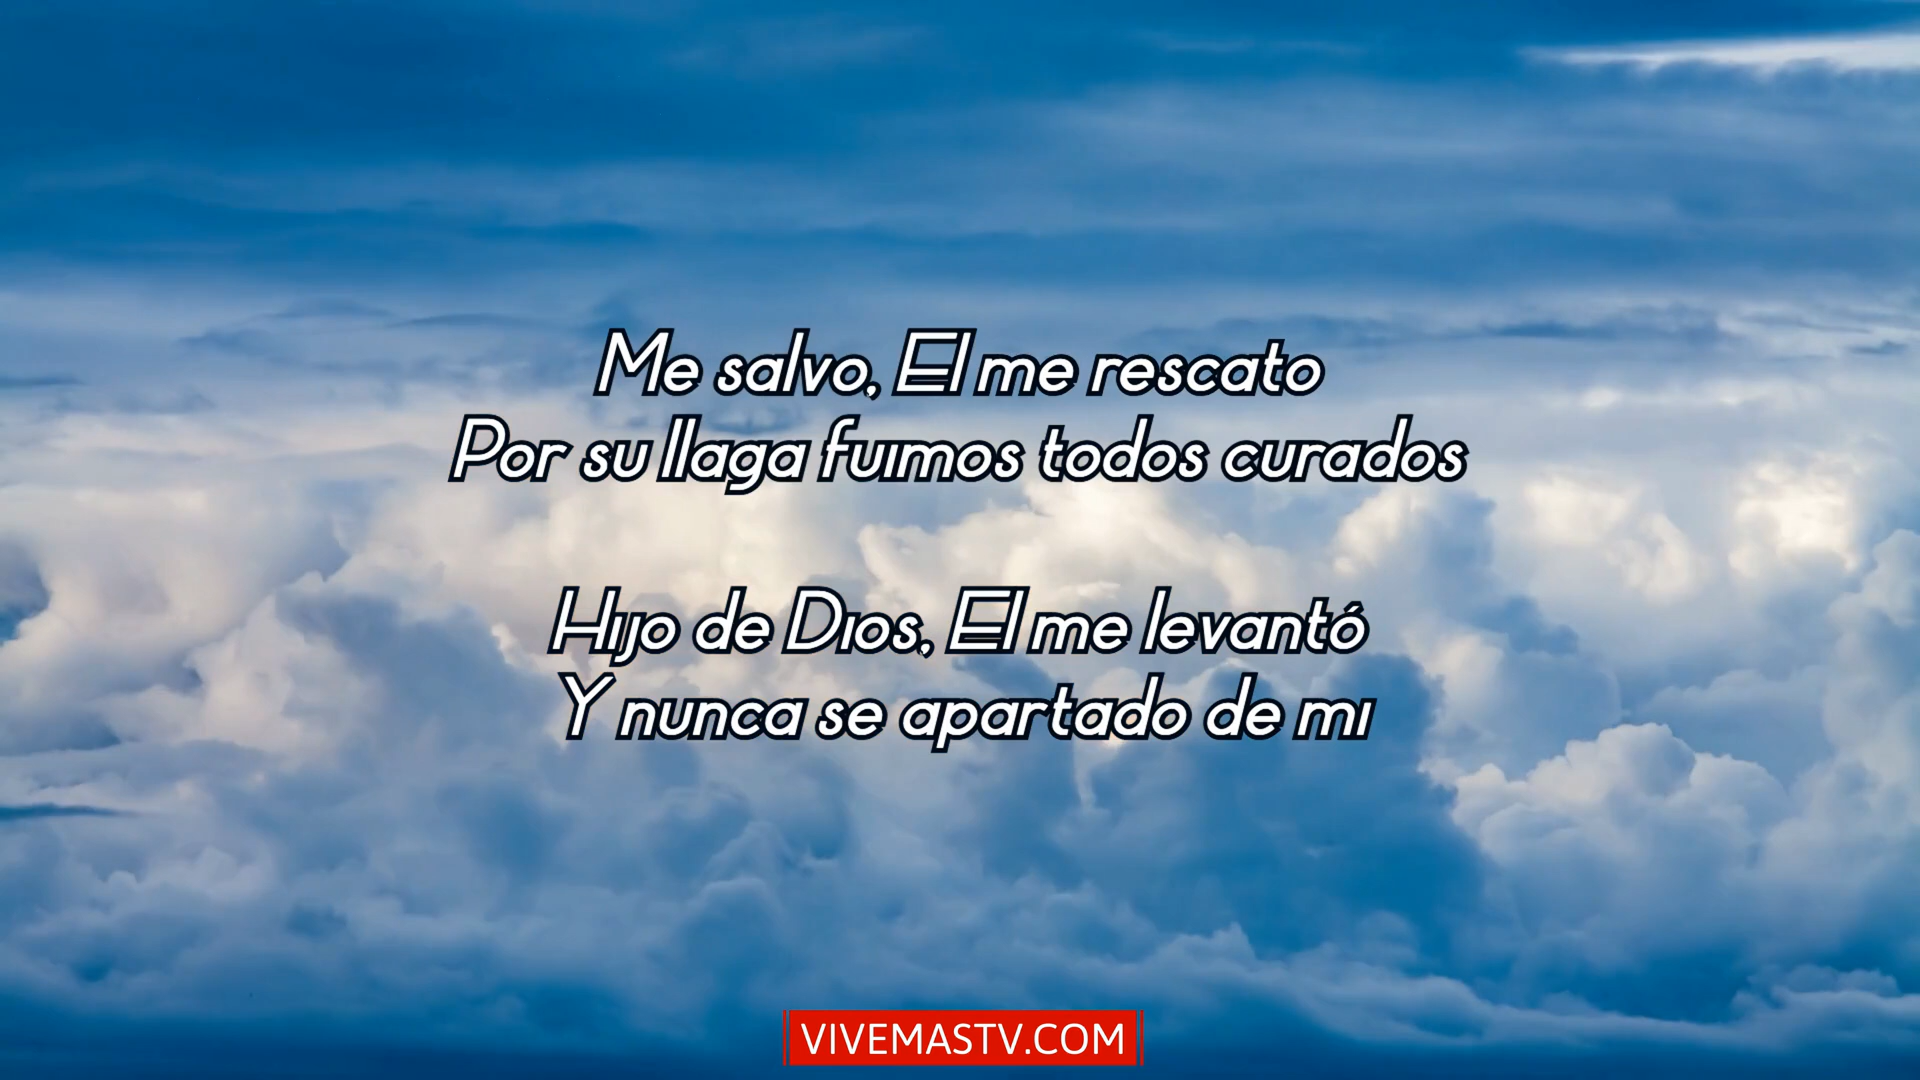 Me salvo, El me rescato
Por su llaga fuimos todos curados
Hijo de Dios, El me levantó
Y nunca se apartado de mi
VIVEMASTV.COM